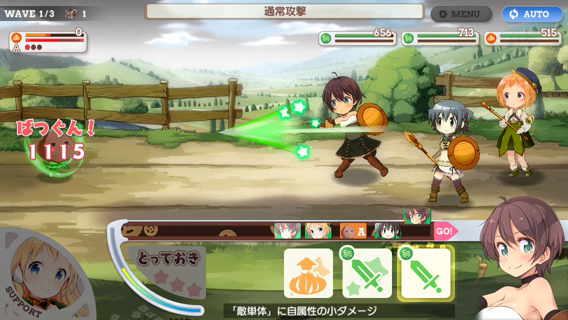 WAVE 1/3 1
通常攻撃
MENU
AUTO
0
A
656
713
515
ばつぐん!
1115
A
GO!
SUPPORT
とっておき
「敵単体」に自属性の小ダメージ